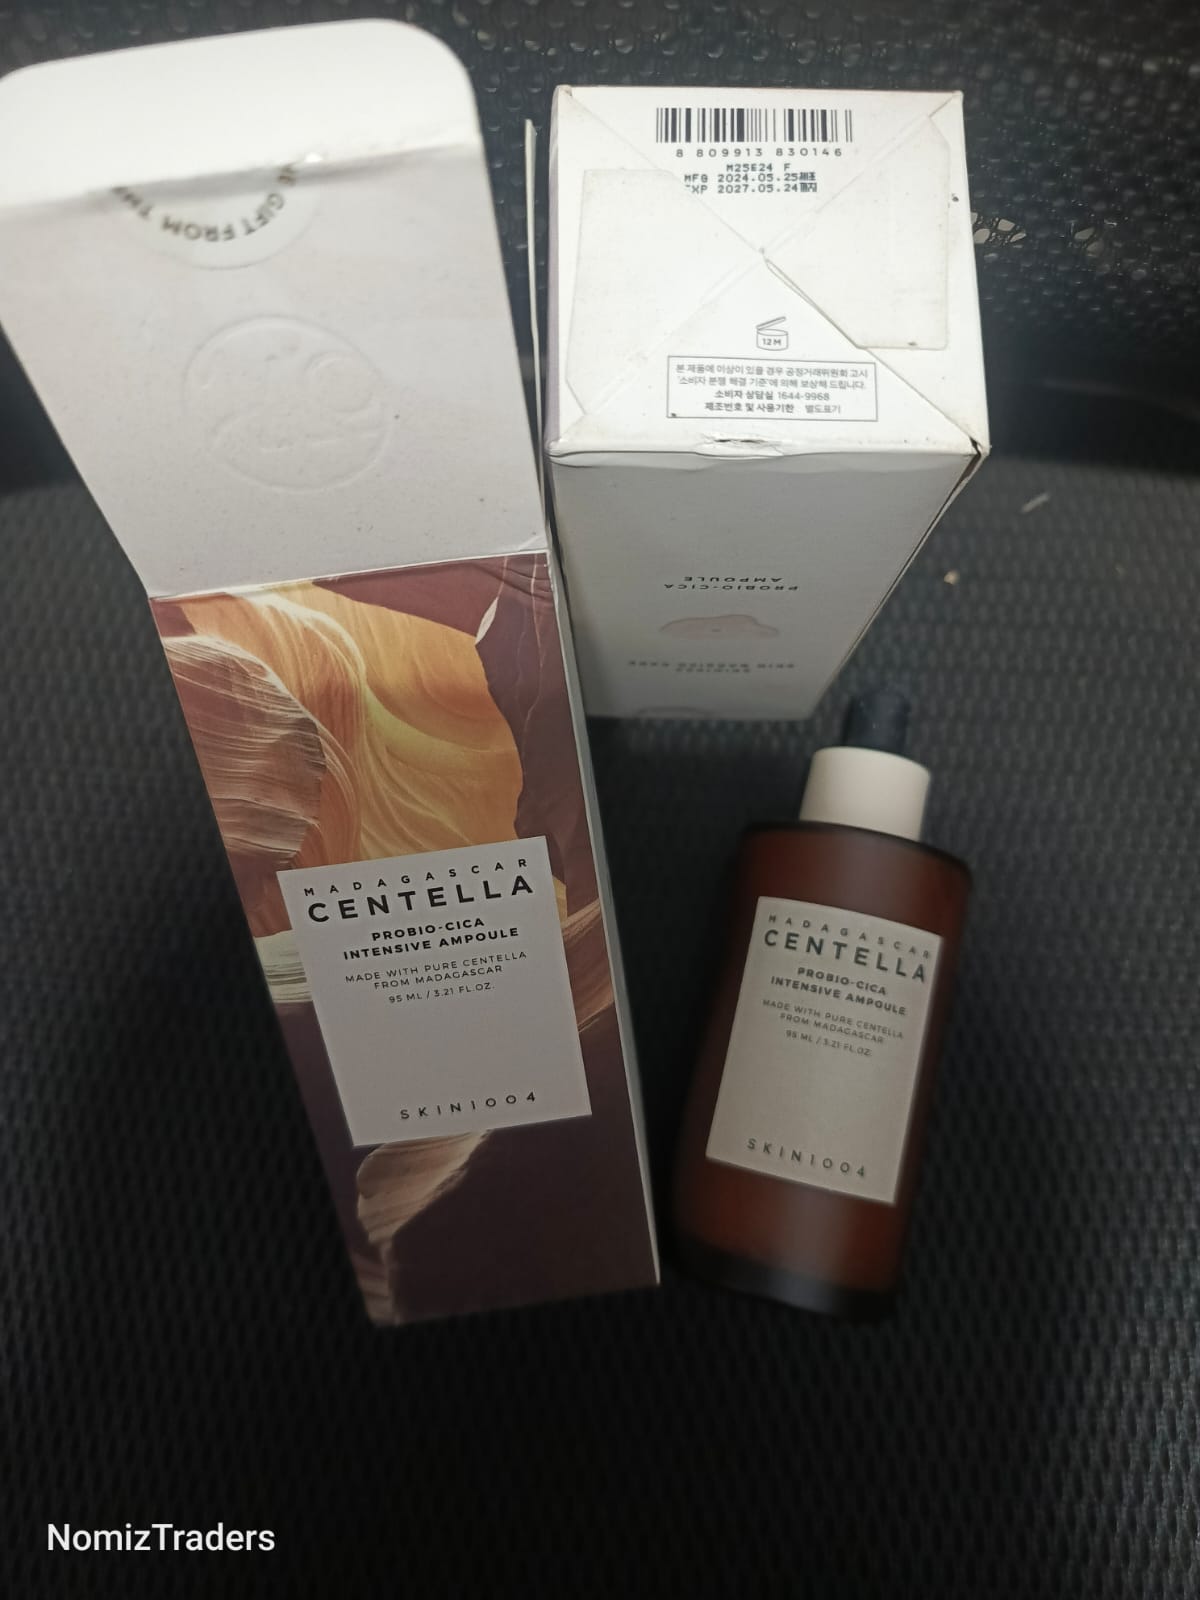 GIFT FROM
8 809913 830146
M25E24 F
MFG 2024.05.25제조
EXP 2027.05.24까지
12M
본 제품에 이상이 있을 경우 공정거래위원회 고시
'소비자 분쟁 해결 기준'에 의해 보상해 드립니다.
소비자 상담실 1644-9968
제조번호 및 사용기한 별도표기
PROBIO-CICA
AMPOULE
MADAGASCAR
CENTELLA
PROBIO-CICA
INTENSIVE AMPOULE
MADE WITH PURE CENTELLA
FROM MADAGASCAR
95 ML / 3.21 FL.OZ.
SKIN1004
MADAGASCAR
CENTELLA
PROBIO-CICA
INTENSIVE AMPOULE
MADE WITH PURE CENTELLA
FROM MADAGASCAR
95 ML / 3.21 FL.OZ.
SKIN1004
NomizTraders